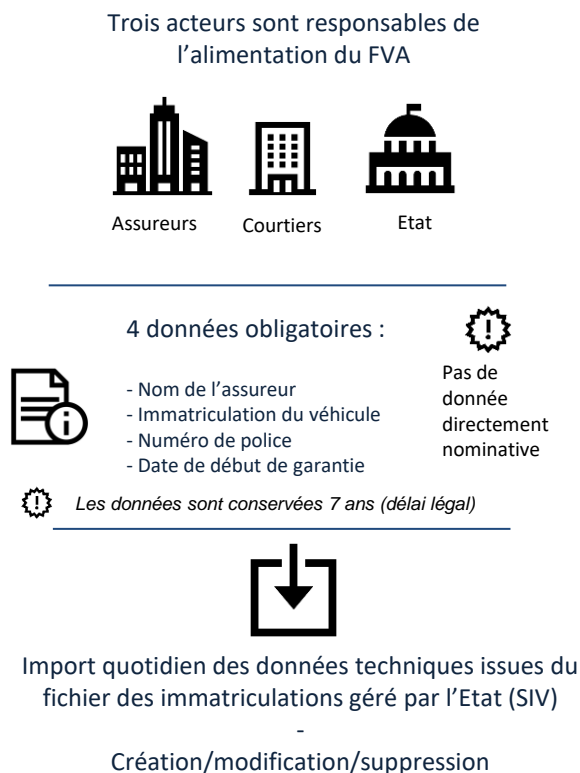 Trois acteurs sont responsables de
l’alimentation du FVA
Assureurs
Courtiers
Etat
4 données obligatoires :
- Nom de l’assureur
- Immatriculation du véhicule
- Numéro de police
- Date de début de garantie
Pas de
donnée
directement
nominative
Les données sont conservées 7 ans (délai légal)
Import quotidien des données techniques issues du
fichier des immatriculations géré par l’Etat (SIV)
-
Création/modification/suppression